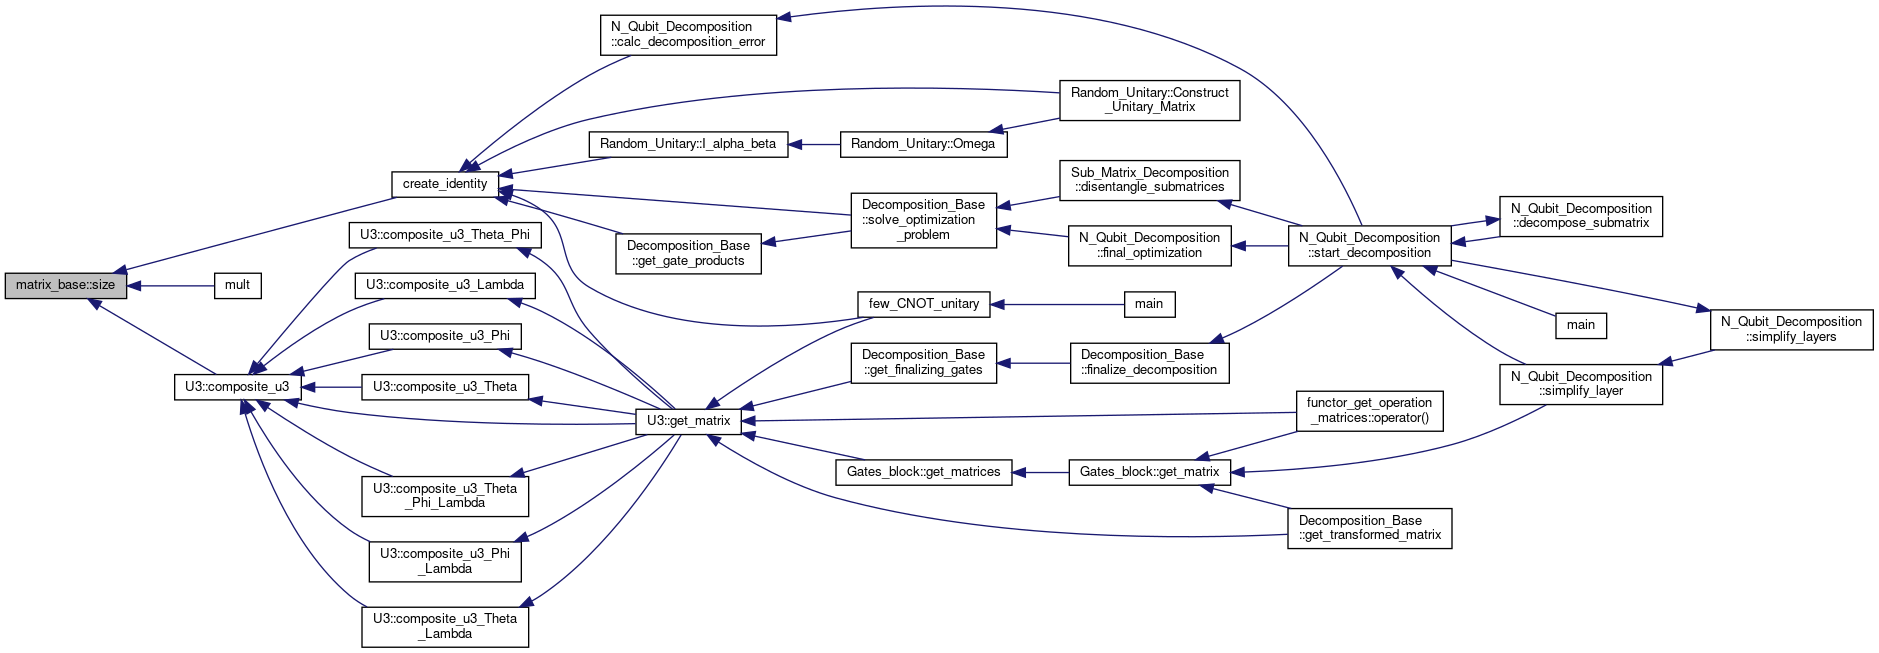 N_Qubit_Decomposition
::calc_decomposition_error
Random_Unitary::Construct
_Unitary_Matrix
Random_Unitary::I_alpha_beta
Random_Unitary::Omega
create_identity
Sub_Matrix_Decomposition
::disentangle_submatrices
Decomposition_Base
::solve_optimization
_problem
N_Qubit_Decomposition
::decompose_submatrix
U3::composite_u3_Theta_Phi
Decomposition_Base
::get_gate_products
N_Qubit_Decomposition
::final_optimization
N_Qubit_Decomposition
::start_decomposition
matrix_base::size
mult
U3::composite_u3_Lambda
few_CNOT_unitary
main
main
N_Qubit_Decomposition
::simplify_layers
U3::composite_u3_Phi
Decomposition_Base
::get_finalizing_gates
Decomposition_Base
::finalize_decomposition
N_Qubit_Decomposition
::simplify_layer
U3::composite_u3
U3::composite_u3_Theta
U3::get_matrix
functor_get_operation
_matrices::operator()
Gates_block::get_matrices
Gates_block::get_matrix
U3::composite_u3_Theta
_Phi_Lambda
Decomposition_Base
::get_transformed_matrix
U3::composite_u3_Phi
_Lambda
U3::composite_u3_Theta
_Lambda